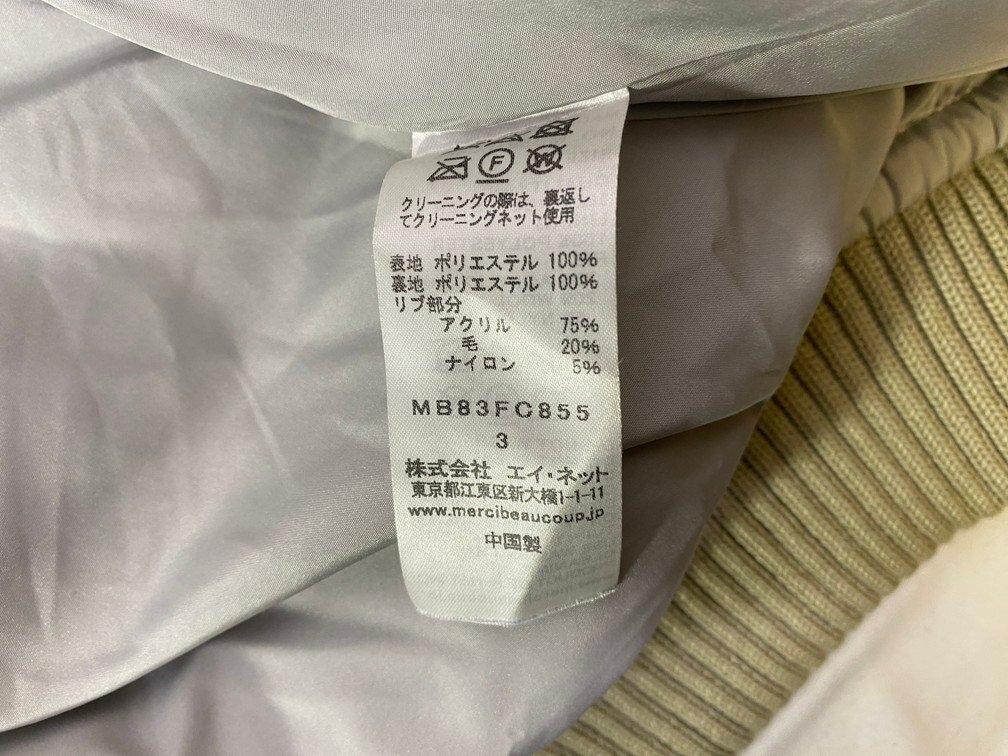 F W
クリーニングの際は、裏返し
てクリーニングネット使用
表地 ポリエステル 100%
裏地 ポリエステル 100%
リブ部分
アクリル 75%
毛 20%
ナイロン 5%
MB83FC855
3
株式会社 エイ・ネット
東京都江東区新大橋1-1-11
www.mercibeaucoup.jp
中国製